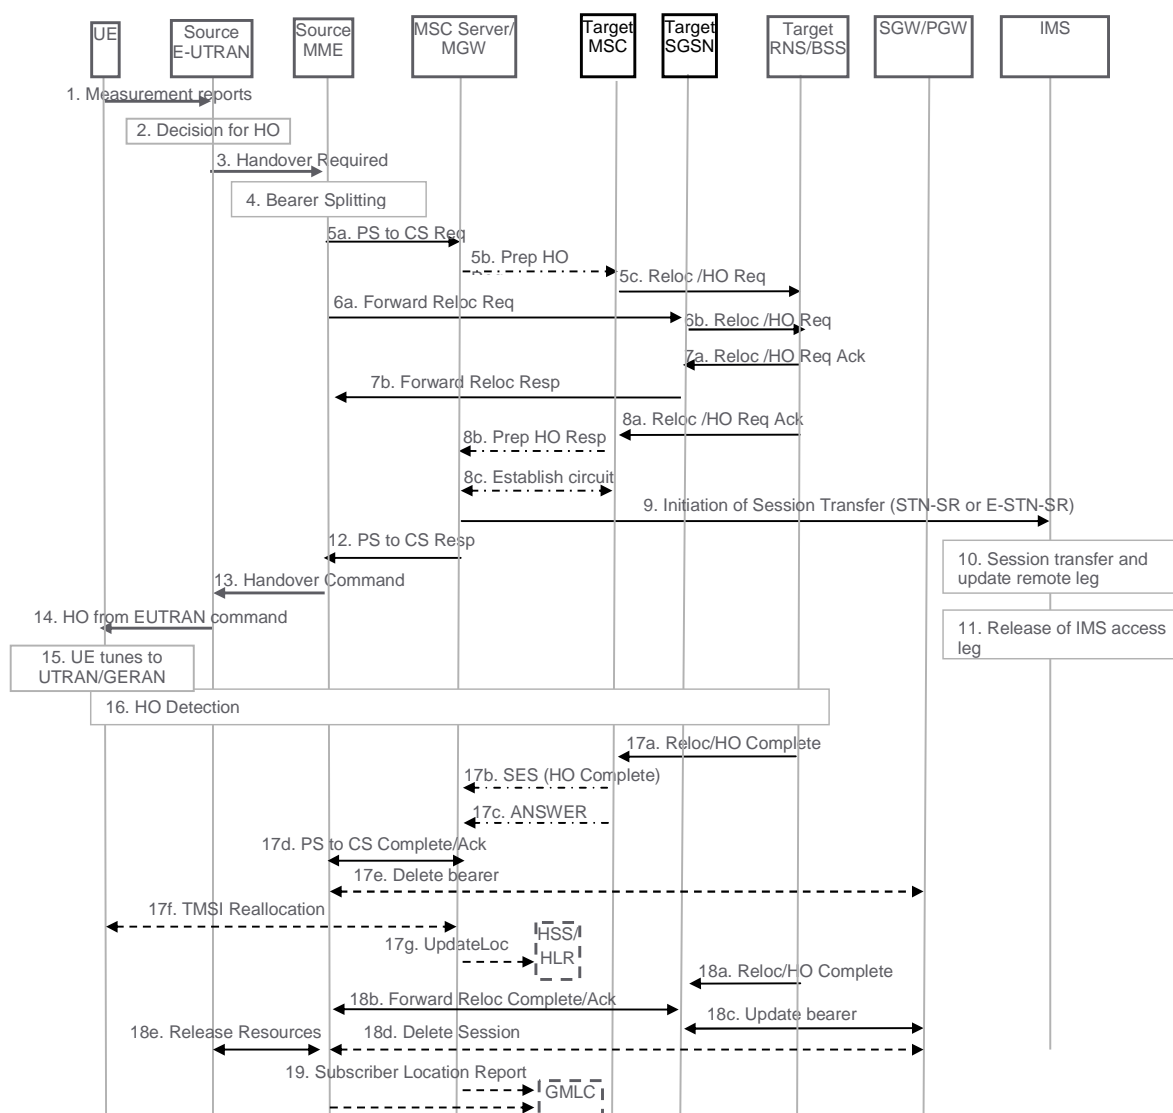 UE
Source
E-UTRAN
Source
MME
MSC Server/
MGW
Target
MSC
Target
SGSN
Target
RNS/BSS
SGW/PGW
IMS
1. Measurement reports
2. Decision for HO
3. Handover Required
4. Bearer Splitting
5a. PS to CS Req
5b. Prep HO
5c. Reloc /HO Req
6a. Forward Reloc Req
6b. Reloc /HO Req
7a. Reloc /HO Req Ack
7b. Forward Reloc Resp
8a. Reloc /HO Req Ack
8b. Prep HO Resp
8c. Establish circuit
9. Initiation of Session Transfer (STN-SR or E-STN-SR)
12. PS to CS Resp
10. Session transfer and
update remote leg
13. Handover Command
14. HO from EUTRAN command
11. Release of IMS access
leg
15. UE tunes to
UTRAN/GERAN
16. HO Detection
17a. Reloc/HO Complete
17b. SES (HO Complete)
17c. ANSWER
17d. PS to CS Complete/Ack
17e. Delete bearer
17f. TMSI Reallocation
17g. UpdateLoc
HSS/
HLR
18a. Reloc/HO Complete
18b. Forward Reloc Complete/Ack
18c. Update bearer
18e. Release Resources
18d. Delete Session
19. Subscriber Location Report
GMLC